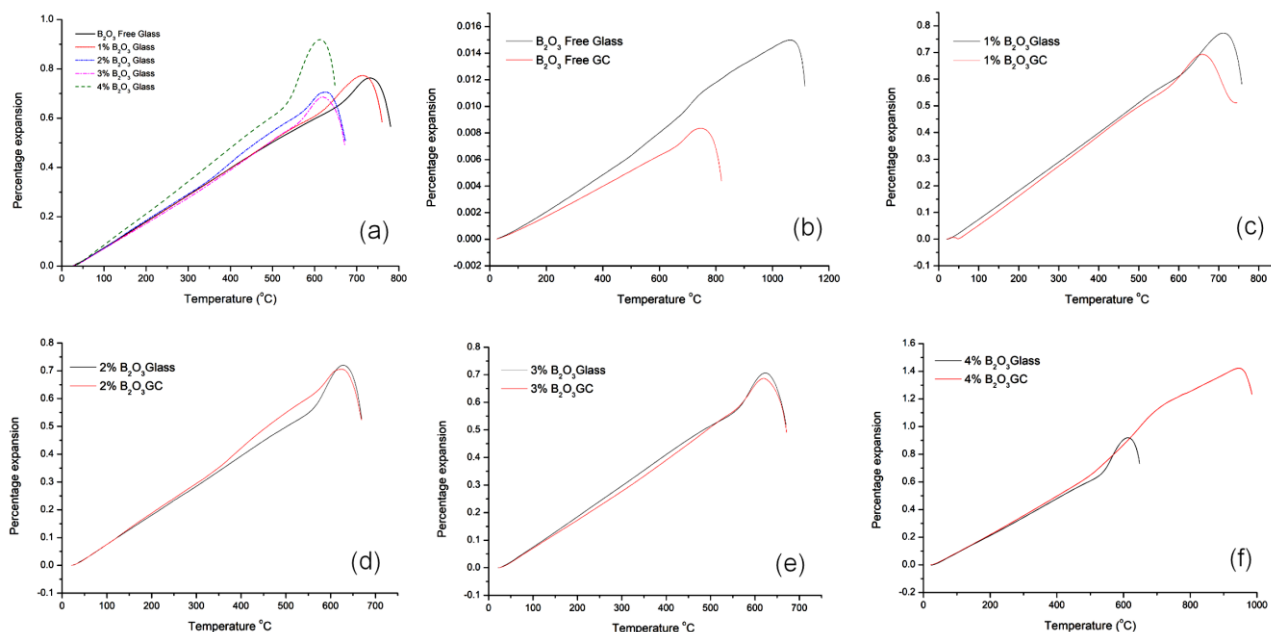 B₂O₃ Free Glass
1% B₂O₃ Glass
2% B₂O₃ Glass
3% B₂O₃ Glass
4% B₂O₃ Glass
Percentage expansion
1.0
0.8
0.6
0.4
0.2
0.0
0 100 200 300 400 500 600 700 800
Temperature (°C)
(a)
B₂O₃ Free Glass
B₂O₃ Free GC
Percentage expansion
0.016
0.014
0.012
0.010
0.008
0.006
0.004
0.002
0.000
-0.002
0 200 400 600 800 1000 1200
Temperature °C
(b)
1% B₂O₃Glass
1% B₂O₃GC
Percentage expansion
0.8
0.7
0.6
0.5
0.4
0.3
0.2
0.1
0.0
-0.1
0 100 200 300 400 500 600 700 800
Temperature °C
(c)
2% B₂O₃Glass
2% B₂O₃GC
Percentage expansion
0.8
0.7
0.6
0.5
0.4
0.3
0.2
0.1
0.0
-0.1
0 100 200 300 400 500 600 700
Temperature °C
(d)
3% B₂O₃Glass
3% B₂O₃GC
Percentage expansion
0.8
0.7
0.6
0.5
0.4
0.3
0.2
0.1
0.0
-0.1
0 100 200 300 400 500 600 700
Temperature °C
(e)
4% B₂O₃Glass
4% B₂O₃GC
Percentage expansion
1.6
1.4
1.2
1.0
0.8
0.6
0.4
0.2
0.0
-0.2
0 200 400 600 800 1000
Temperature (°C)
(f)